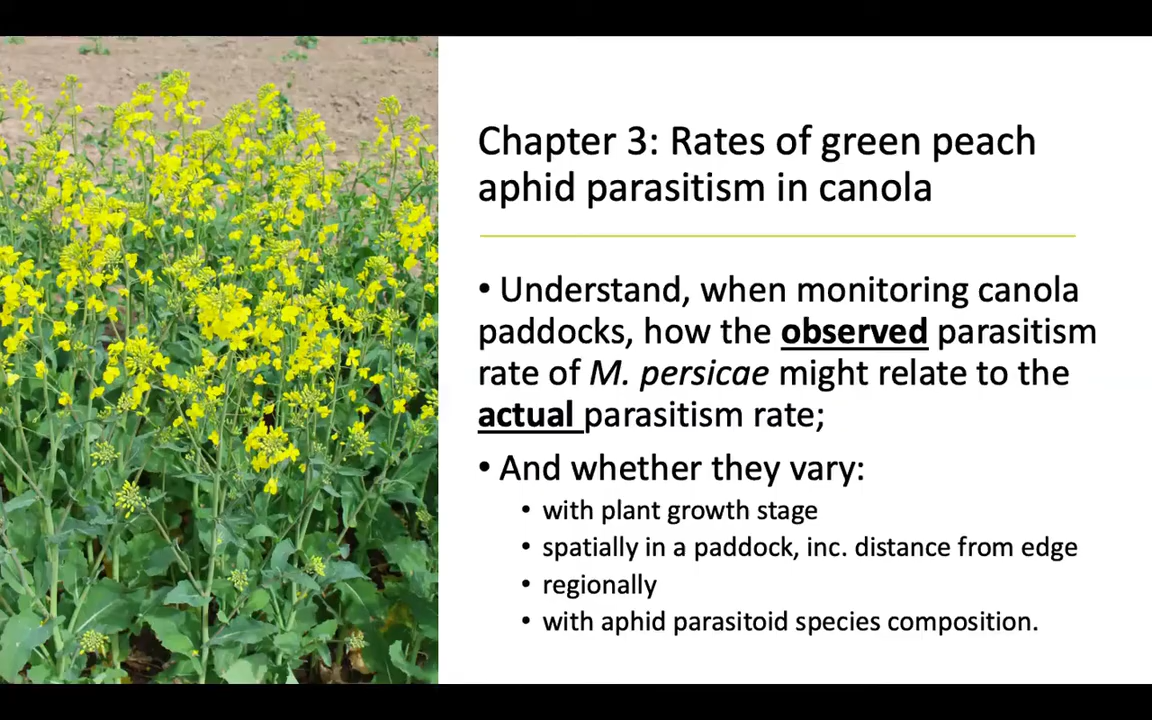 Chapter 3: Rates of green peach
aphid parasitism in canola
• Understand, when monitoring canola
paddocks, how the observed parasitism
rate of M. persicae might relate to the
actual parasitism rate;
• And whether they vary:
• with plant growth stage
• spatially in a paddock, inc. distance from edge
• regionally
• with aphid parasitoid species composition.